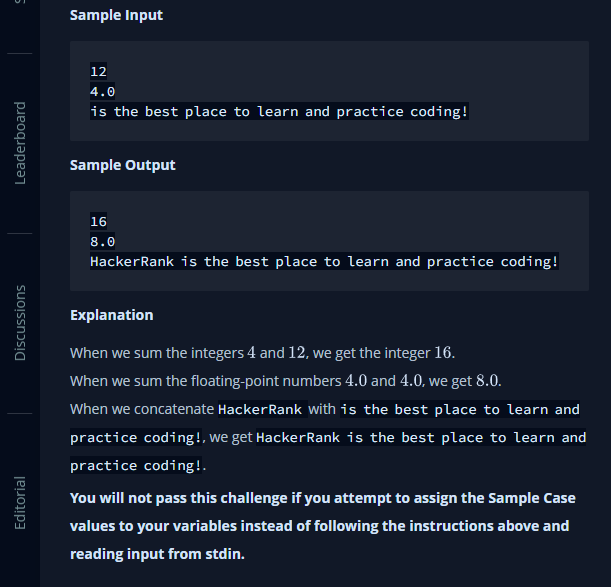 Leaderboard
Discussions
Editorial
Sample Input
12
4.0
is the best place to learn and practice coding!
Sample Output
16
8.0
HackerRank is the best place to learn and practice coding!
Explanation
When we sum the integers 4 and 12, we get the integer 16.
When we sum the floating-point numbers 4.0 and 4.0, we get 8.0.
When we concatenate HackerRank with is the best place to learn and
practice coding!, we get HackerRank is the best place to learn and
practice coding!.
You will not pass this challenge if you attempt to assign the Sample Case
values to your variables instead of following the instructions above and
reading input from stdin.